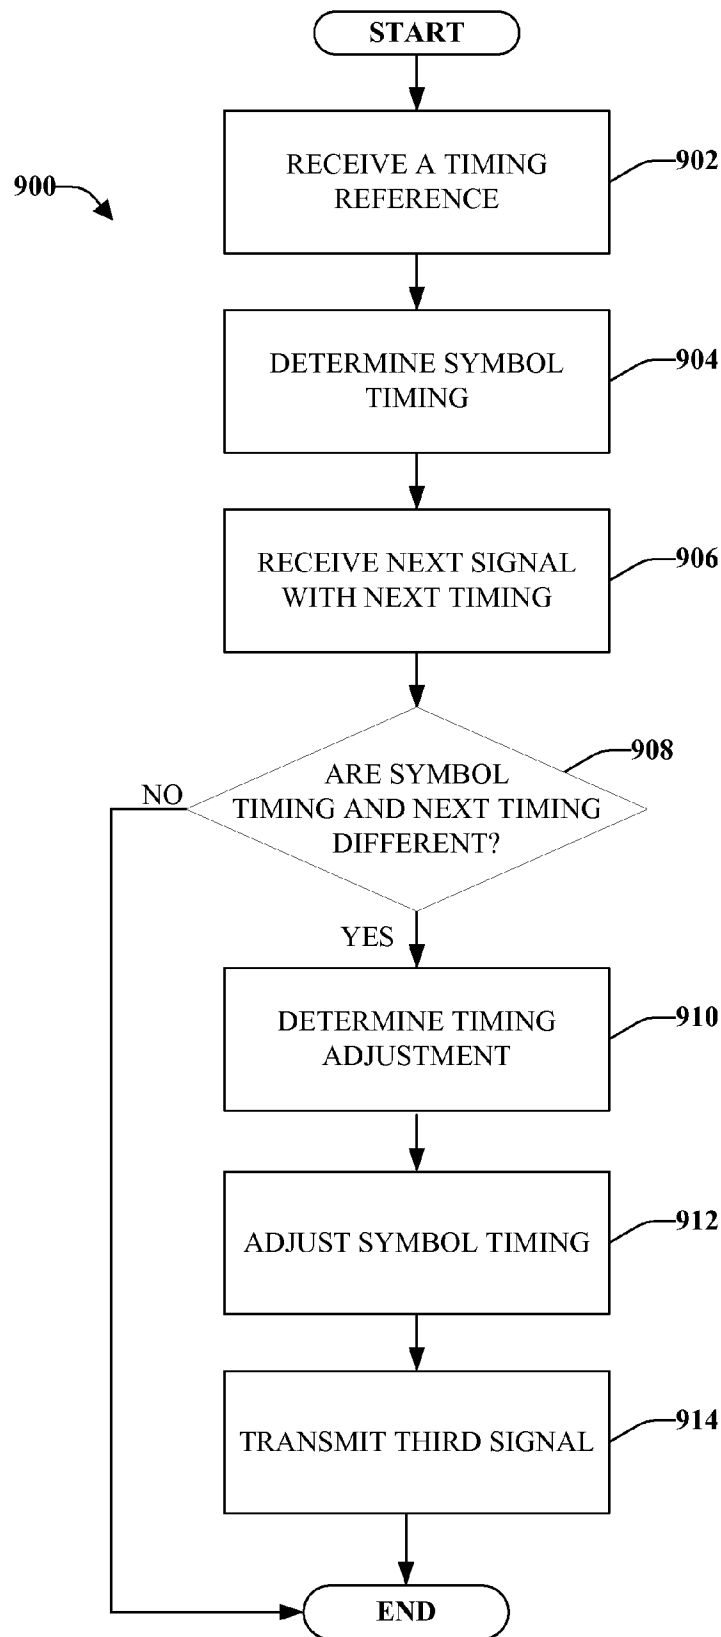 START
RECEIVE A TIMING
REFERENCE
902
900
DETERMINE SYMBOL
TIMING
904
RECEIVE NEXT SIGNAL
WITH NEXT TIMING
906
ARE SYMBOL
TIMING AND NEXT TIMING
DIFFERENT?
908
NO
YES
DETERMINE TIMING
ADJUSTMENT
910
ADJUST SYMBOL TIMING
912
TRANSMIT THIRD SIGNAL
914
END